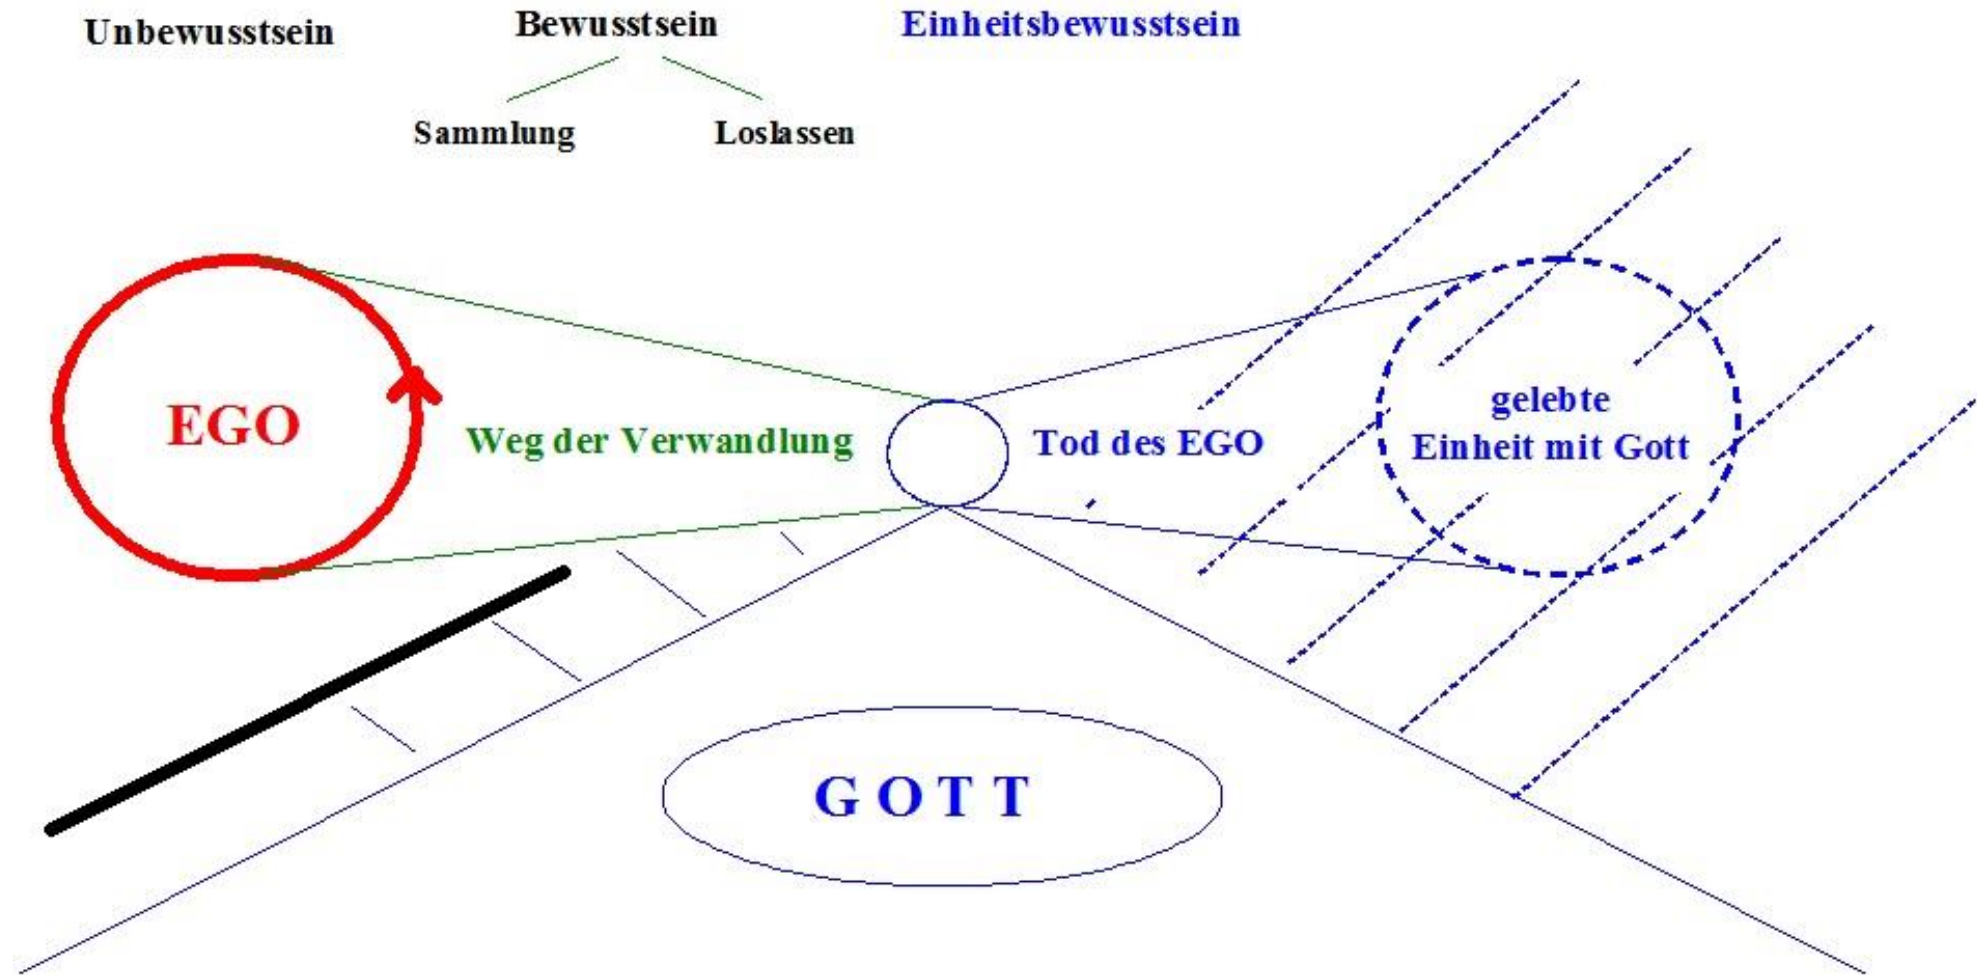 Unbewusstsein
Bewusstsein
Einheitsbewusstsein
Sammlung
Loslassen
EGO
Weg der Verwandlung
Tod des EGO
gelebte
Einheit mit Gott
GOTT